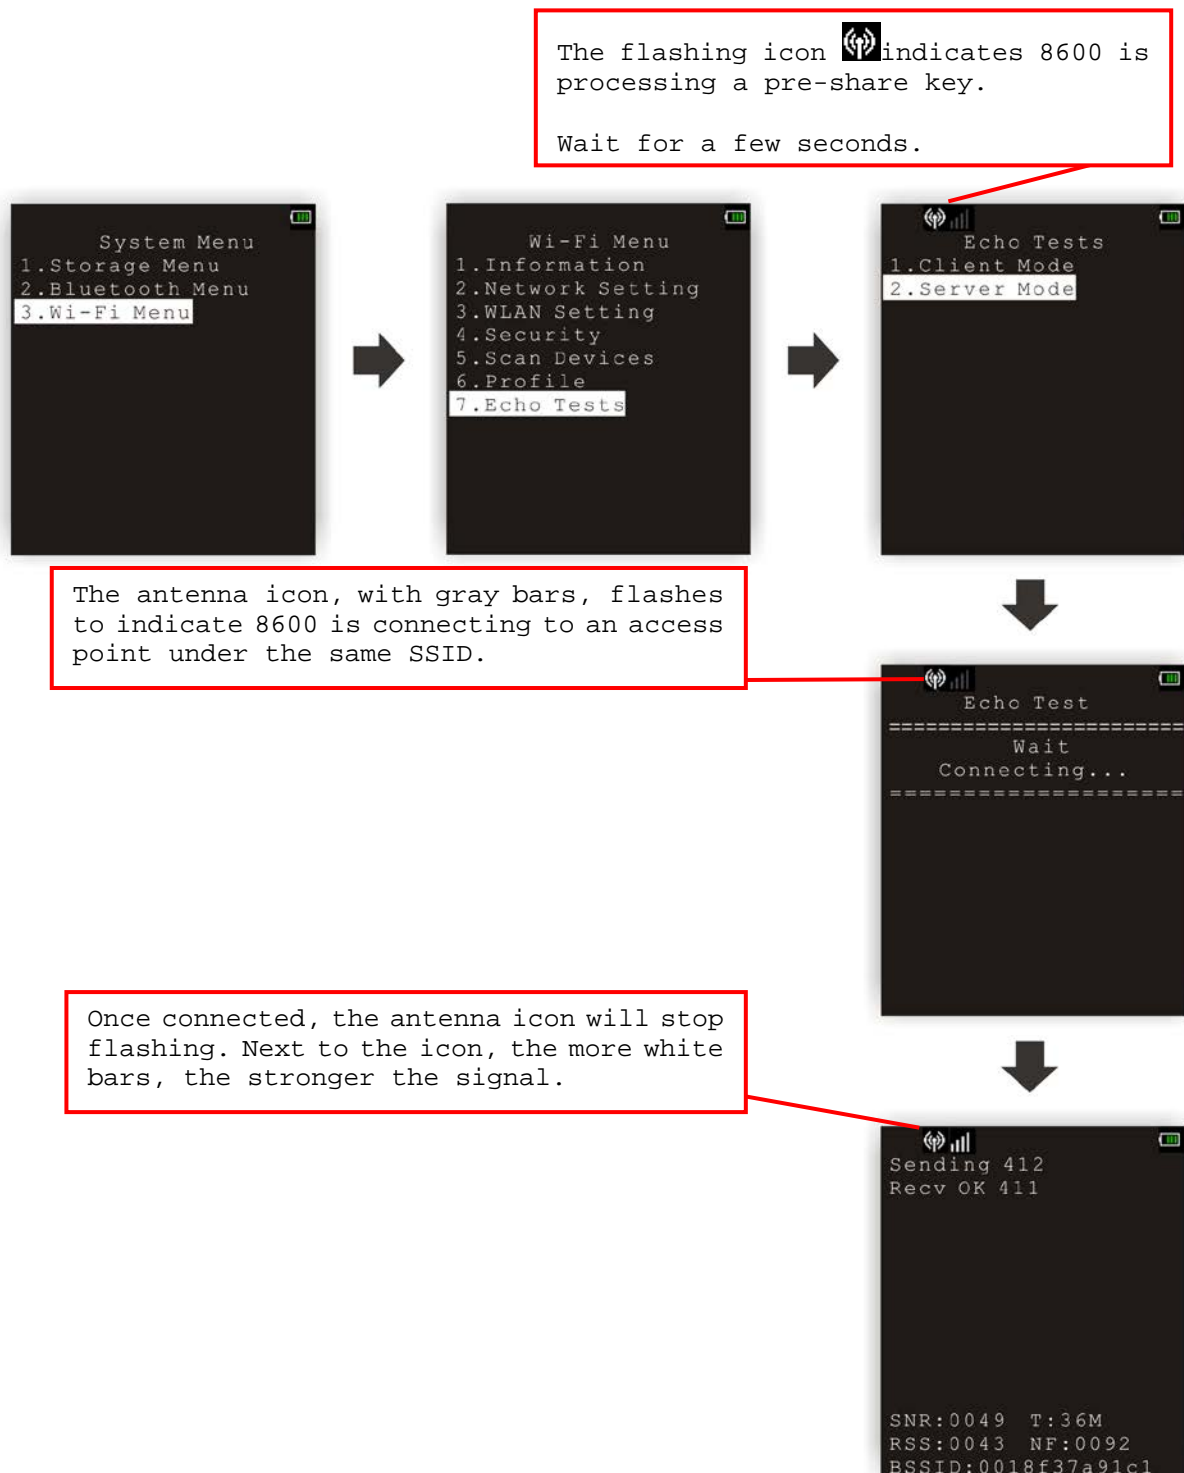 The flashing icon indicates 8600 is
processing a pre-share key.
Wait for a few seconds.
System Menu
1.Storage Menu
2.Bluetooth Menu
3.Wi-Fi Menu
Wi-Fi Menu
1.Information
2.Network Setting
3.WLAN Setting
4.Security
5.Scan Devices
6.Profile
7.Echo Tests
Echo Tests
1.Client Mode
2.Server Mode
The antenna icon, with gray bars, flashes
to indicate 8600 is connecting to an access
point under the same SSID.
Echo Test
========================
Wait
Connecting...
====================
Once connected, the antenna icon will stop
flashing. Next to the icon, the more white
bars, the stronger the signal.
Sending 412
Recv OK 411
SNR:0049 T:36M
RSS:0043 NF:0092
BSSID:0018f37a91c1